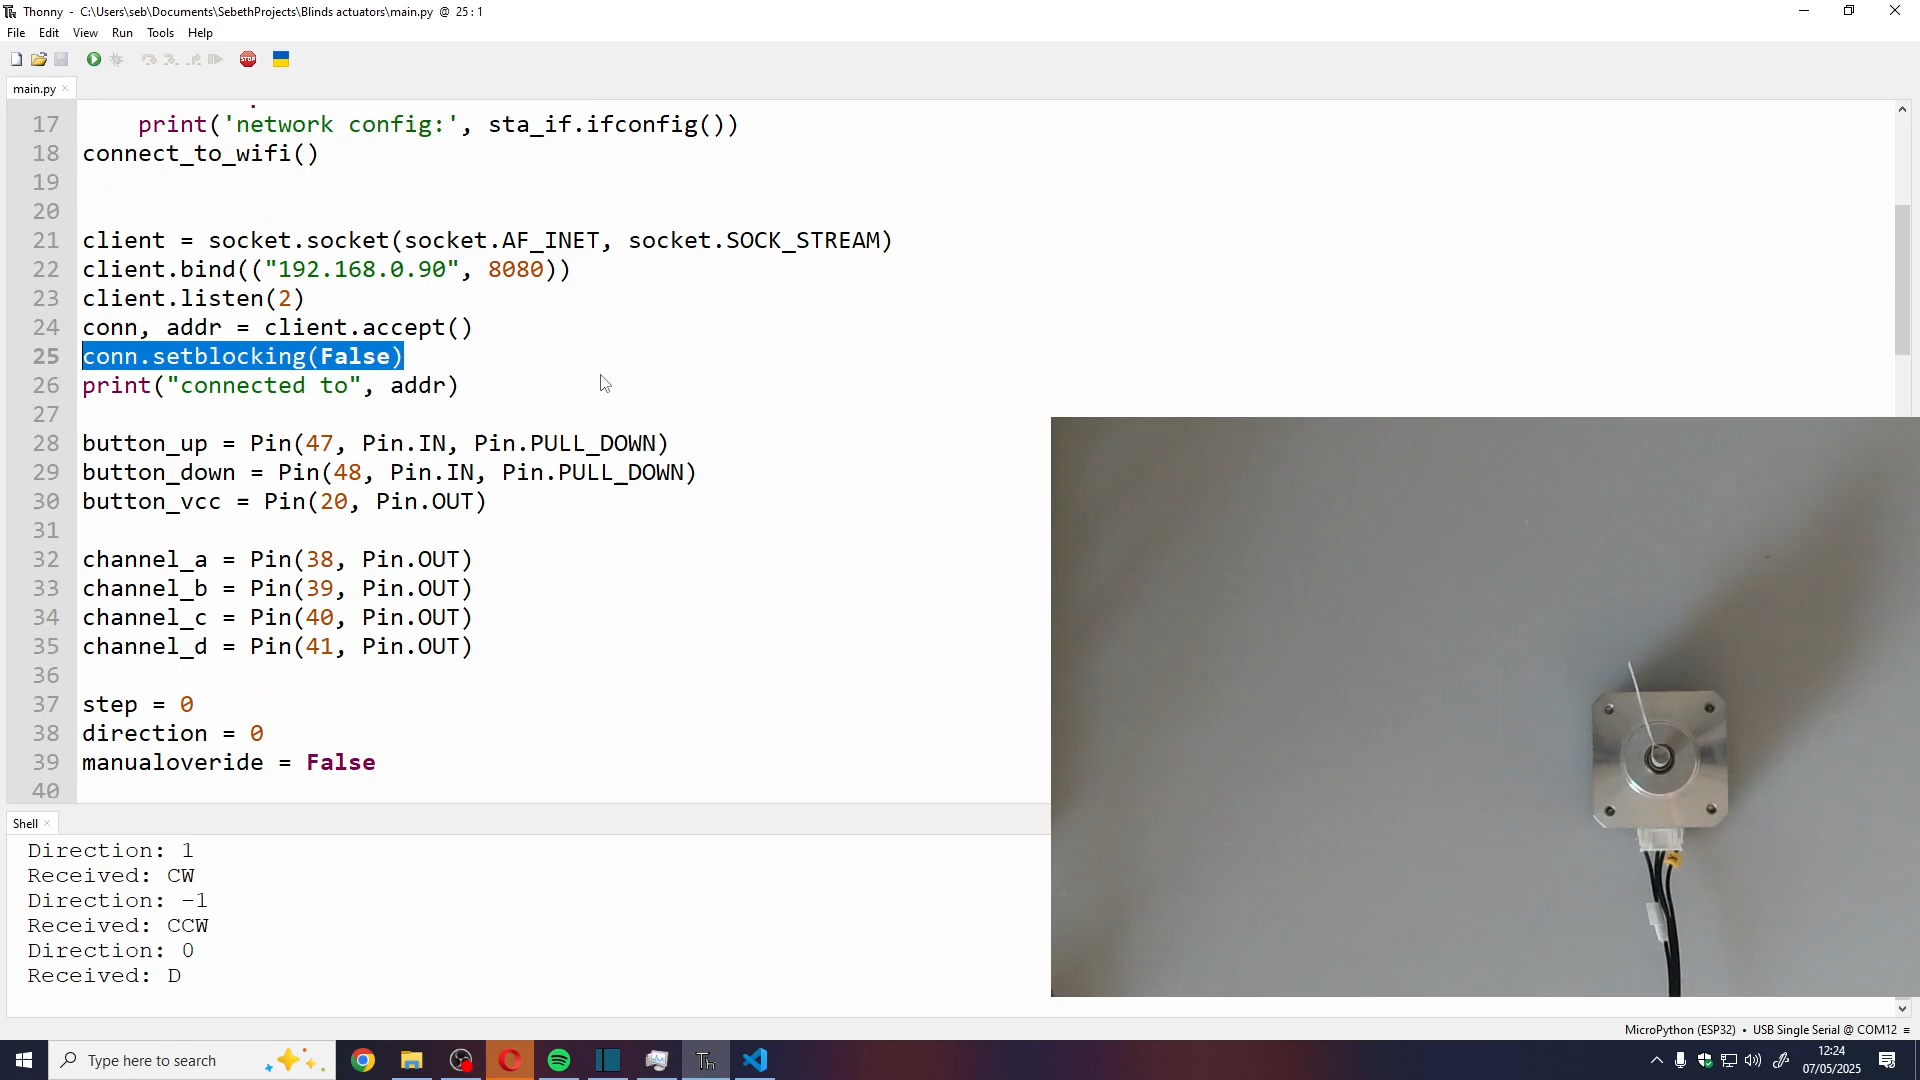 Thonny - C:\Users\seb\Documents\SebethProjects\Blinds actuators\main.py @ 25 : 1
File Edit View Run Tools Help
STOP
main.py ×
17 print('network config:', sta_if.ifconfig())
18 connect_to_wifi()
19
20
21 client = socket.socket(socket.AF_INET, socket.SOCK_STREAM)
22 client.bind(("192.168.0.90", 8080))
23 client.listen(2)
24 conn, addr = client.accept()
25 conn.setblocking(False)
26 print("connected to", addr)
27
28 button_up = Pin(47, Pin.IN, Pin.PULL_DOWN)
29 button_down = Pin(48, Pin.IN, Pin.PULL_DOWN)
30 button_vcc = Pin(20, Pin.OUT)
31
32 channel_a = Pin(38, Pin.OUT)
33 channel_b = Pin(39, Pin.OUT)
34 channel_c = Pin(40, Pin.OUT)
35 channel_d = Pin(41, Pin.OUT)
36
37 step = 0
38 direction = 0
39 manualoveride = False
40
Shell ×
Direction: 1
Received: CW
Direction: -1
Received: CCW
Direction: 0
Received: D
MicroPython (ESP32) • USB Single Serial @ COM12 ≡
Type here to search
Th
12:24
07/05/2025